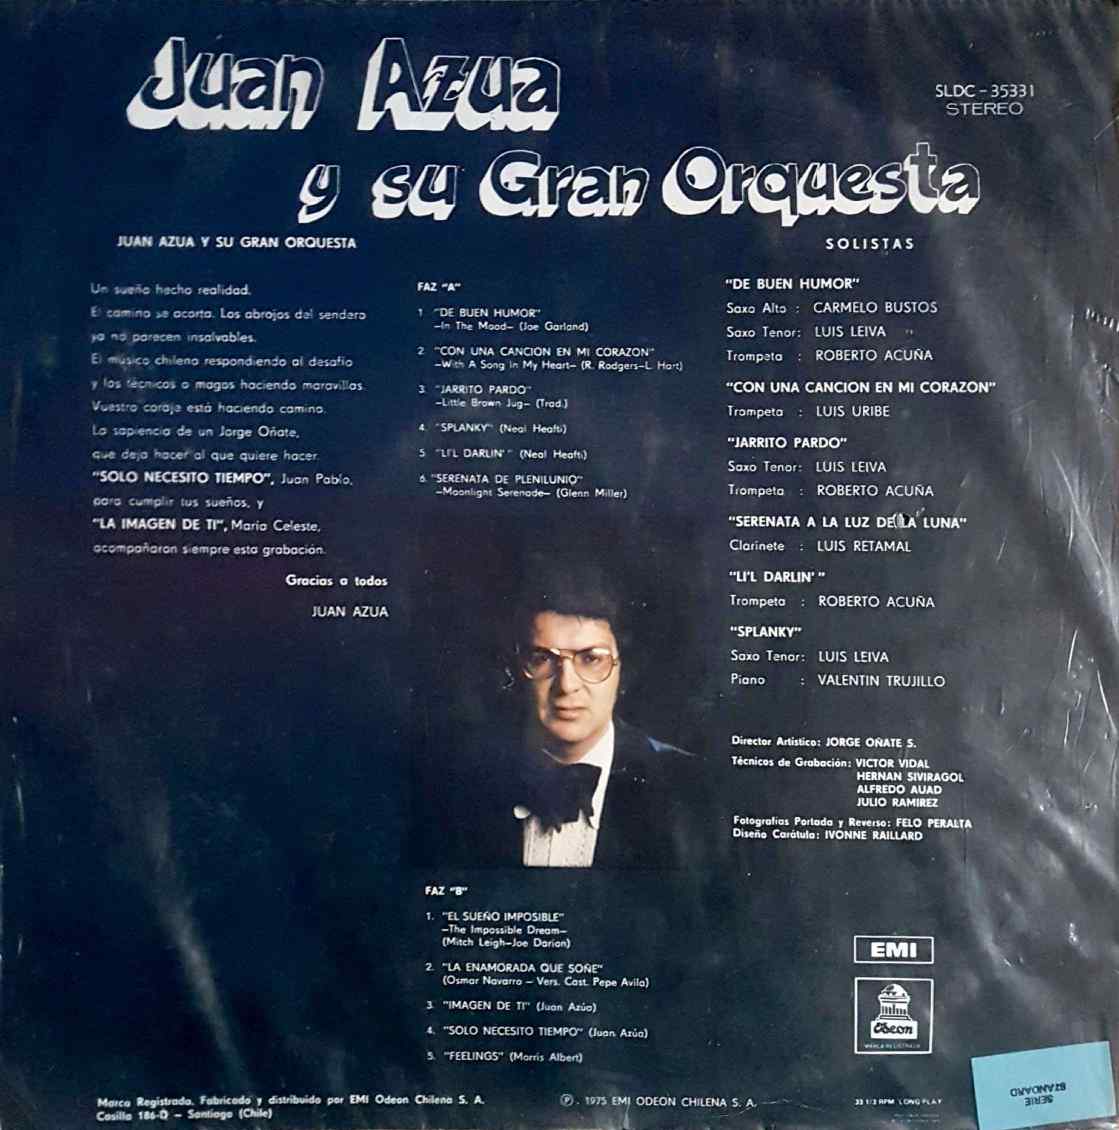 Juan Azua
y su Gran Orquesta
SLDC - 35331
STEREO
JUAN AZUA Y SU GRAN ORQUESTA
Un sueño hecho realidad.
El camino se acorta. Los abrojos del sendero
ya no parecen insalvables.
El músico chileno respondiendo al desafío
y los técnicos o magos haciendo maravillas.
Vuestro coraje está haciendo camino.
La sapiencia de un Jorge Oñate,
que deja hacer al que quiere hacer.
"SOLO NECESITO TIEMPO", Juan Pablo,
para cumplir tus sueños, y
"LA IMAGEN DE TI", María Celeste,
acompañaran siempre esta grabación.
Gracias a todos
JUAN AZUA
FAZ "A"
1 "DE BUEN HUMOR"
-In The Mood- (Joe Garland)
2. "CON UNA CANCION EN MI CORAZON"
-With A Song In My Heart- (R. Rodgers-L. Hart)
3. "JARRITO PARDO"
-Little Brown Jug- (Trad.)
4. "SPLANKY" (Neal Heafti)
5 "LI'L DARLIN'" (Neal Heafti)
6. "SERENATA DE PLENILUNIO"
-Moonlight Serenade- (Glenn Miller)
SOLISTAS
"DE BUEN HUMOR"
Saxo Alto : CARMELO BUSTOS
Saxo Tenor: LUIS LEIVA
Trompeta : ROBERTO ACUÑA
"CON UNA CANCION EN MI CORAZON"
Trompeta : LUIS URIBE
"JARRITO PARDO"
Saxo Tenor: LUIS LEIVA
Trompeta : ROBERTO ACUÑA
"SERENATA A LA LUZ DE LA LUNA"
Clarinete : LUIS RETAMAL
"LI'L DARLIN'"
Trompeta : ROBERTO ACUÑA
"SPLANKY"
Saxo Tenor: LUIS LEIVA
Piano : VALENTIN TRUJILLO
Director Artístico: JORGE OÑATE S.
Técnicos de Grabación: VICTOR VIDAL
HERNAN SIVIRAGOL
ALFREDO AUAD
JULIO RAMIREZ
Fotografías Portada y Reverso: FELO PERALTA
Diseño Carátula: IVONNE RAILLARD
FAZ "B"
1. "EL SUEÑO IMPOSIBLE"
-The Impossible Dream-
(Mitch Leigh-Joe Darion)
2. "LA ENAMORADA QUE SOÑE"
(Osmar Navarro - Vers. Cast. Pepe Avila)
3 "IMAGEN DE TI" (Juan Azúa)
4. "SOLO NECESITO TIEMPO" (Juan Azúa)
5. "FEELINGS" (Morris Albert)
EMI
Odeon
MARCA REGISTRADA
SERIE
STANDARD
Marca Registrada. Fabricado y distribuído por EMI Odeon Chilena S. A.
Casilla 186-D - Santiago (Chile)
Ⓟ. 1975 EMI ODEON CHILENA S. A.
33 1/3 RPM LONG PLAY